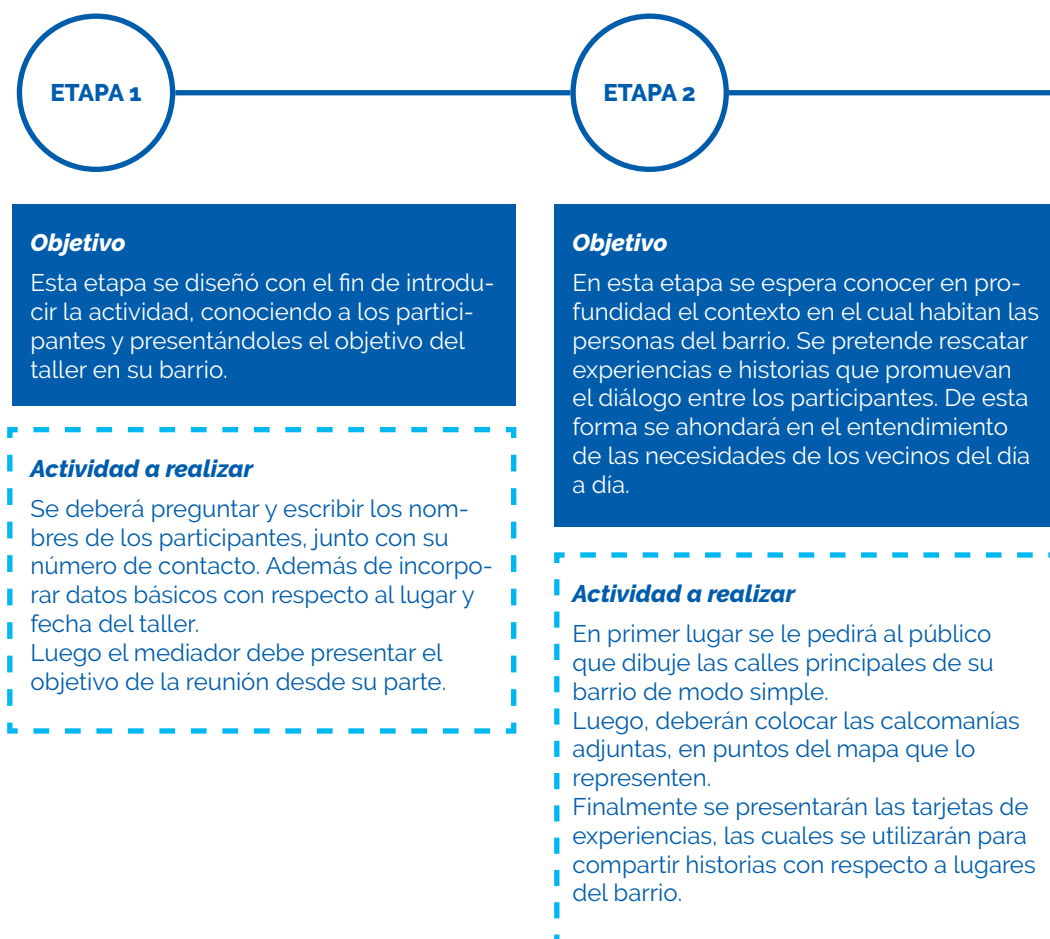 ETAPA 1
ETAPA 2
Objetivo
Esta etapa se diseñó con el fin de introdu-
cir la actividad, conociendo a los partici-
pantes y presentándoles el objetivo del
taller en su barrio.
Actividad a realizar
Se deberá preguntar y escribir los nom-
bres de los participantes, junto con su
número de contacto. Además de incorpo-
rar datos básicos con respecto al lugar y
fecha del taller.
Luego el mediador debe presentar el
objetivo de la reunión desde su parte.
Objetivo
En esta etapa se espera conocer en pro-
fundidad el contexto en el cual habitan las
personas del barrio. Se pretende rescatar
experiencias e historias que promuevan
el diálogo entre los participantes. De esta
forma se ahondará en el entendimiento
de las necesidades de los vecinos del día
a día.
Actividad a realizar
En primer lugar se le pedirá al público
que dibuje las calles principales de su
barrio de modo simple.
Luego, deberán colocar las calcomanías
adjuntas, en puntos del mapa que lo
representen.
Finalmente se presentarán las tarjetas de
experiencias, las cuales se utilizarán para
compartir historias con respecto a lugares
del barrio.